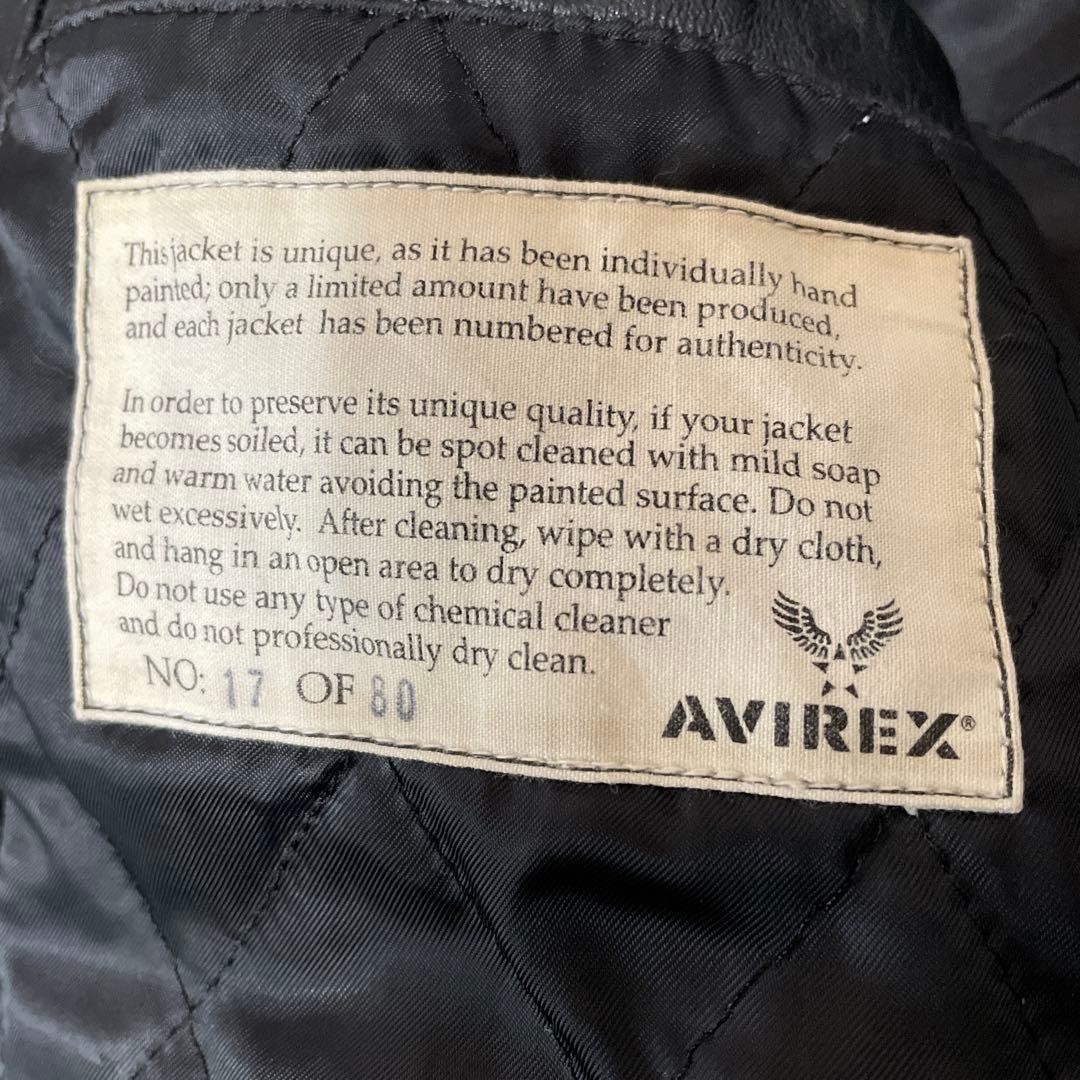 This jacket is unique, as it has been individually hand
painted; only a limited amount have been produced,
and each jacket has been numbered for authenticity.
In order to preserve its unique quality, if your jacket
becomes soiled, it can be spot cleaned with mild soap
and warm water avoiding the painted surface. Do not
wet excessively. After cleaning, wipe with a dry cloth,
and hang in an open area to dry completely.
Do not use any type of chemical cleaner
and do not professionally dry clean.
NO: 17 OF 80
AVIREX®